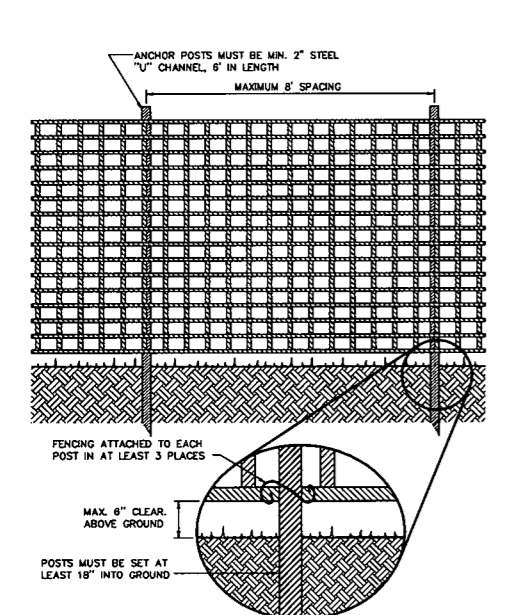 ANCHOR POSTS MUST BE MIN. 2" STEEL
"U" CHANNEL, 6' IN LENGTH
MAXIMUM 8' SPACING
FENCING ATTACHED TO EACH
POST IN AT LEAST 3 PLACES
MAX. 6" CLEAR.
ABOVE GROUND
POSTS MUST BE SET AT
LEAST 18" INTO GROUND